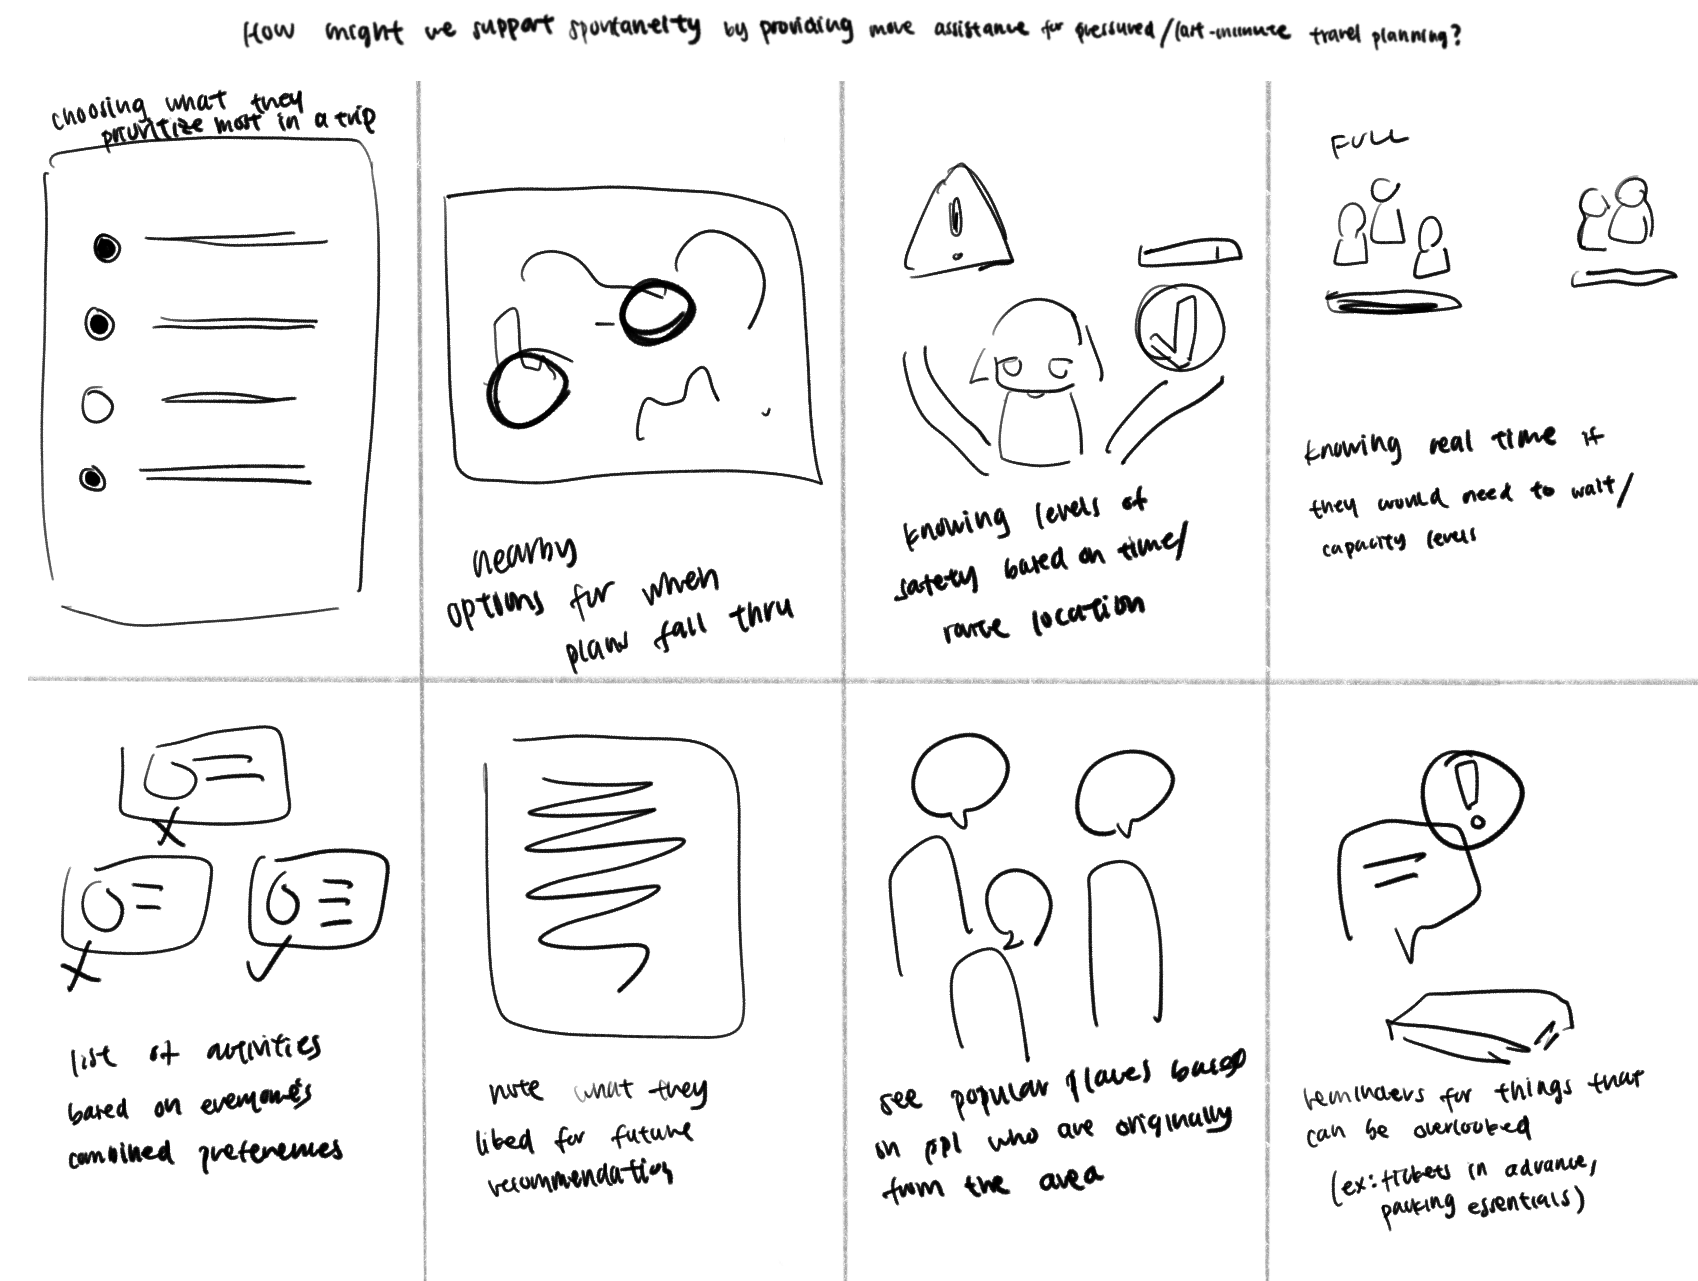 How might we support spontaneity by providing more assistance for pressured/last-minute travel planning?
choosing what they
prioritize most in a trip
nearby
options for when
plans fall thru
knowing levels of
safety based on time/
route location
FULL
knowing real time if
they would need to wait/
capacity levels
list of activities
based on everyone's
combined preferences
note what they
liked for future
recommendation
see popular places based
on ppl who are originally
from the area
reminders for things that
can be overlooked
(ex: tickets in advance,
packing essentials)